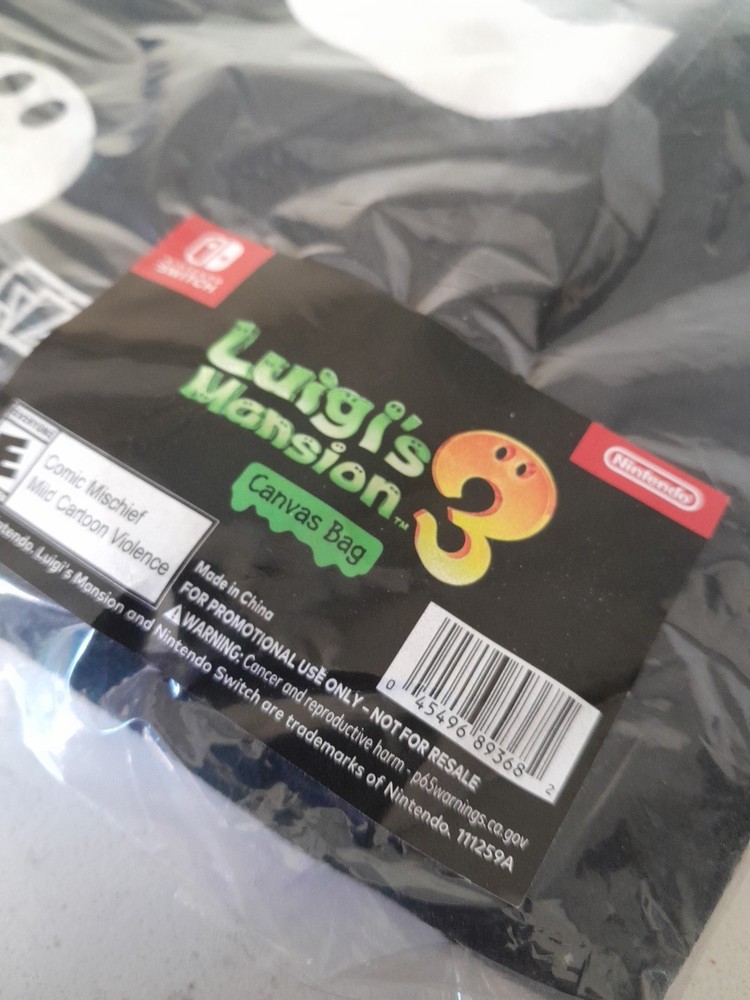 NINTENDO
SWITCH
Luigi's
Mansion 3™
Canvas Bag
Nintendo
EVERYONE
E
Comic Mischief
Mild Cartoon Violence
Made in China
FOR PROMOTIONAL USE ONLY – NOT FOR RESALE
⚠ WARNING: Cancer and reproductive harm - p65warnings.ca.gov
Luigi's Mansion and Nintendo Switch are trademarks of Nintendo. 111259A
0 45496 89368 2